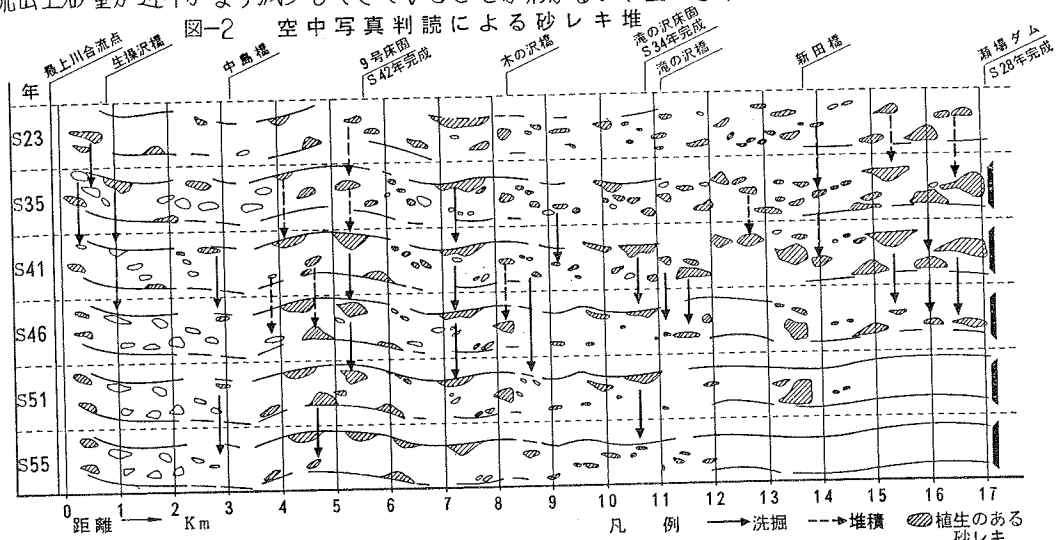 図-2 空中写真判読による砂レキ堆
最上川合流点
生操沢橋
中島橋
9号床固
S42年完成
木の沢橋
滝の沢床固
S34年完成
滝の沢橋
新田橋
瀬場ダム
S28年完成
年
S23
S35
S41
S46
S51
S55
0 1 2 3 4 5 6 7 8 9 10 11 12 13 14 15 16 17
距離 → Km
凡例 →洗掘 --→堆積 植生のある
砂レキ